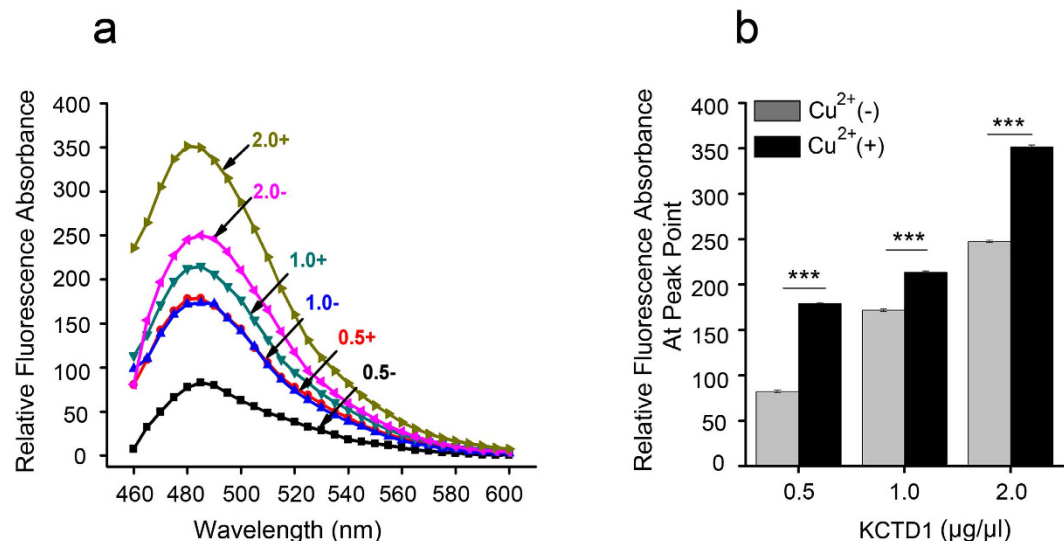 a
Relative Fluorescence Absorbance
400
350
300
250
200
150
100
50
0
2.0+
2.0-
1.0+
1.0-
0.5+
0.5-
460 480 500 520 540 560 580 600
Wavelength (nm)
b
Relative Fluorescence Absorbance
At Peak Point
400
350
300
250
200
150
100
50
0
Cu²⁺(-)
Cu²⁺(+)
***
***
***
0.5 1.0 2.0
KCTD1 (µg/µl)